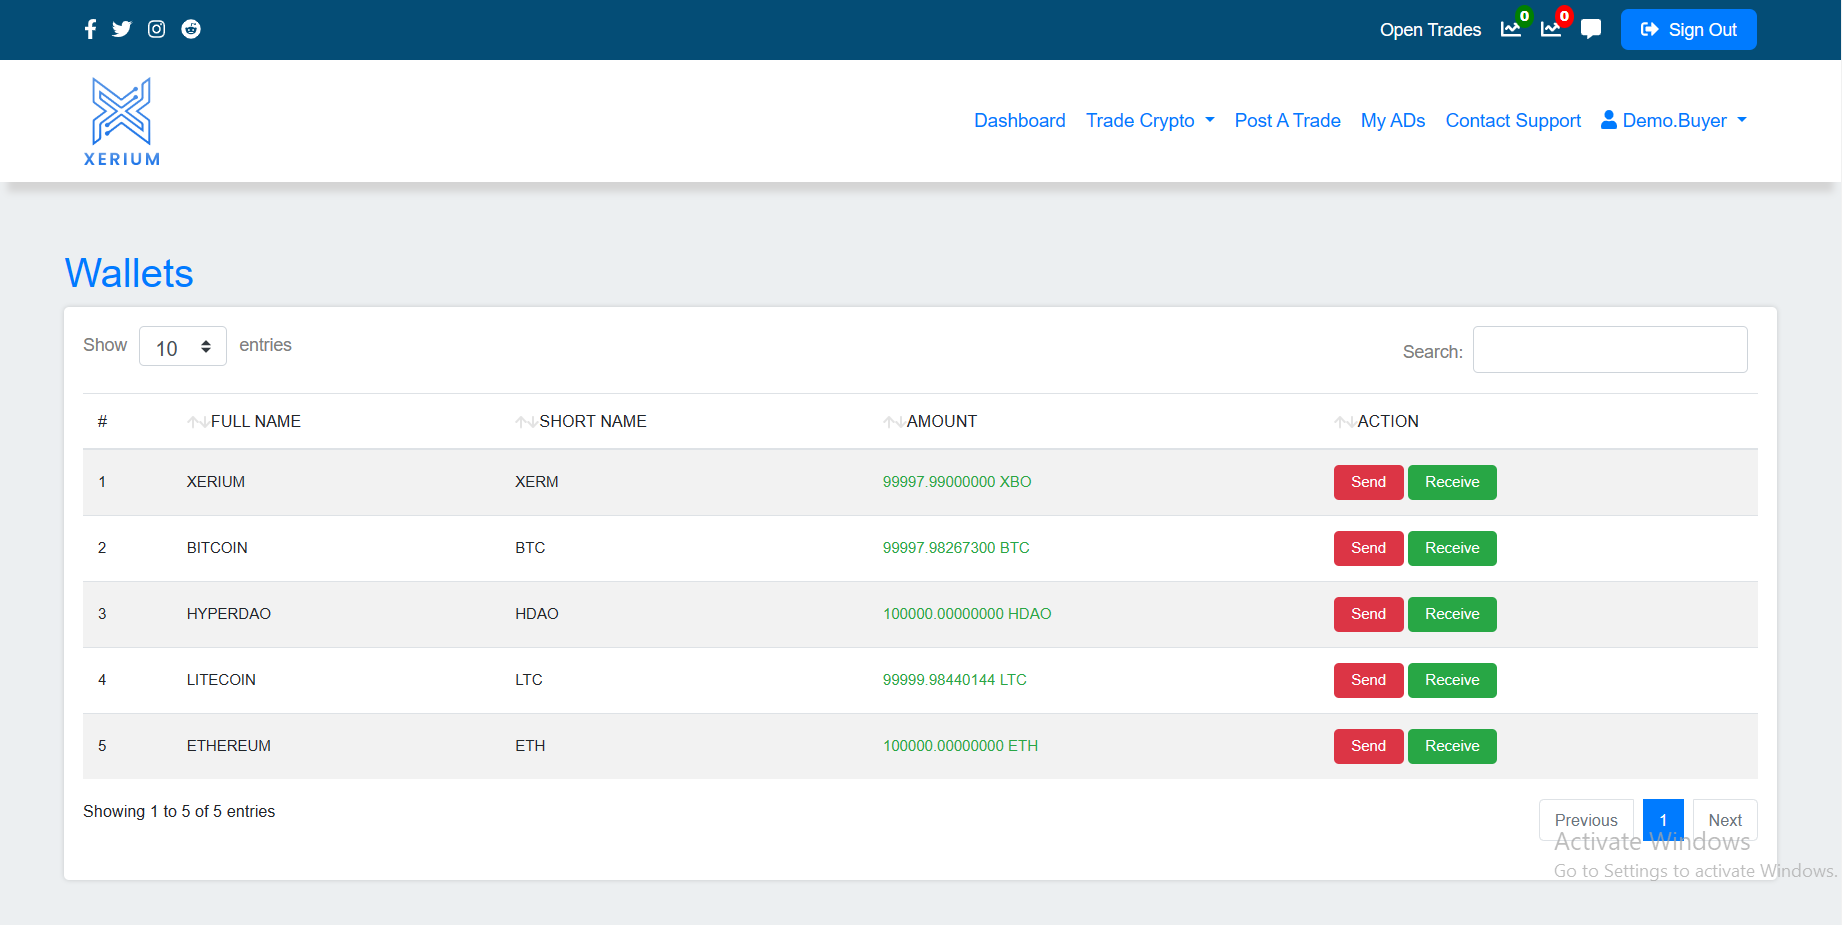 Open Trades 0 0 Sign Out
XERIUM
Dashboard Trade Crypto Post A Trade My ADs Contact Support Demo.Buyer
Wallets
Show 10 entries Search:
# FULL NAME SHORT NAME AMOUNT ACTION
1 XERIUM XERM 99997.99000000 XBO Send Receive
2 BITCOIN BTC 99997.98267300 BTC Send Receive
3 HYPERDAO HDAO 100000.00000000 HDAO Send Receive
4 LITECOIN LTC 99999.98440144 LTC Send Receive
5 ETHEREUM ETH 100000.00000000 ETH Send Receive
Showing 1 to 5 of 5 entries Previous 1 Next
Activate Windows
Go to Settings to activate Windows.